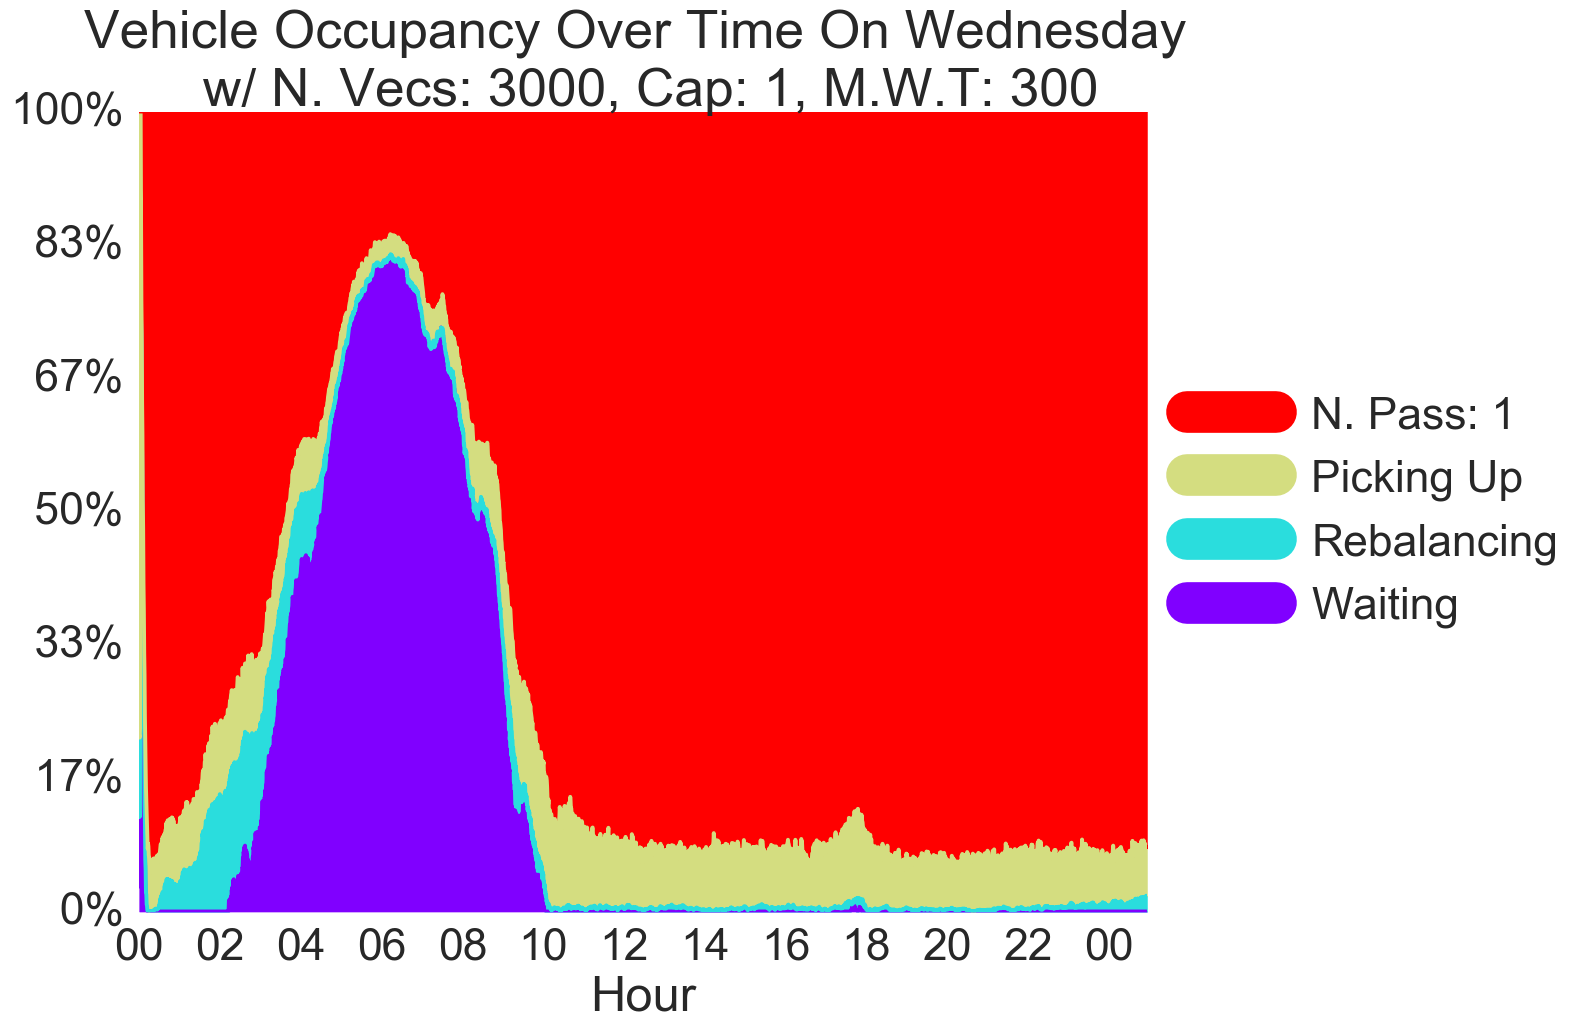 Vehicle Occupancy Over Time On Wednesday
w/ N. Vecs: 3000, Cap: 1, M.W.T: 300
100%
83%
67%
50%
33%
17%
0%
00 02 04 06 08 10 12 14 16 18 20 22 00
Hour
N. Pass: 1
Picking Up
Rebalancing
Waiting